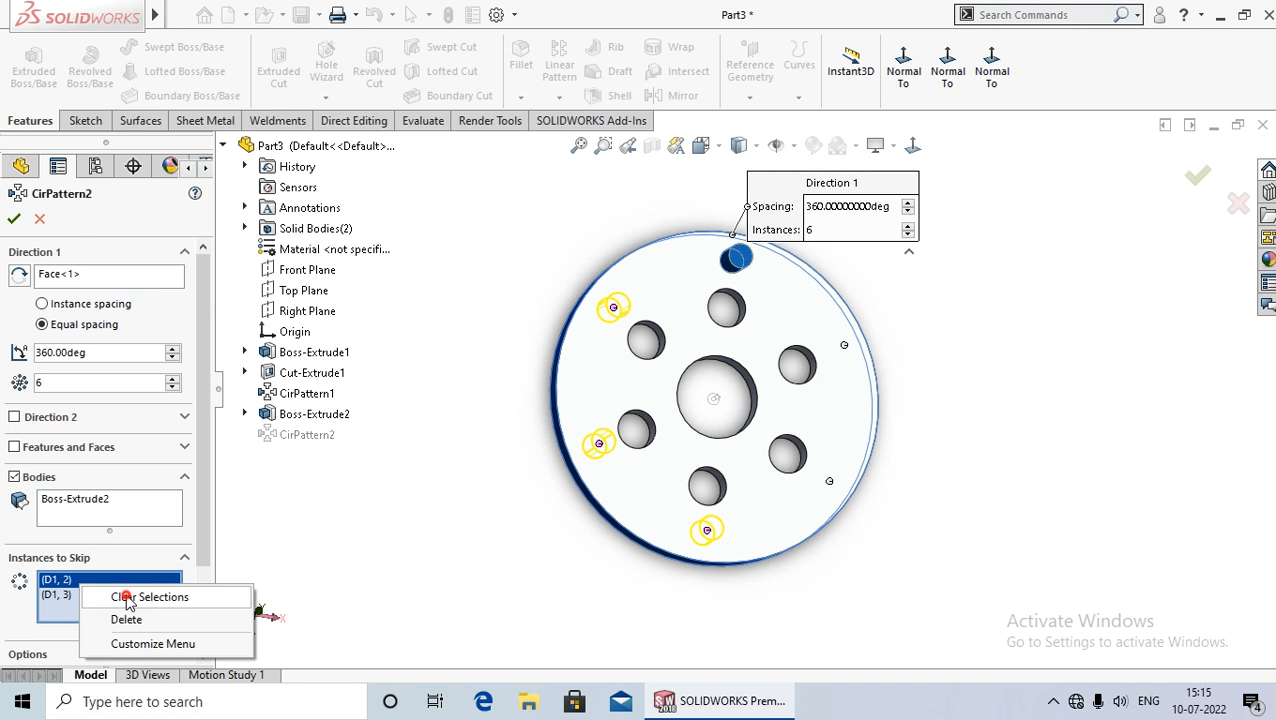 SOLIDWORKS
Part3 *
Search Commands
Extruded Boss/Base
Revolved Boss/Base
Swept Boss/Base
Lofted Boss/Base
Boundary Boss/Base
Extruded Cut
Hole Wizard
Revolved Cut
Swept Cut
Lofted Cut
Boundary Cut
Fillet
Linear Pattern
Rib
Draft
Shell
Wrap
Intersect
Mirror
Reference Geometry
Curves
Instant3D
Normal To
Normal To
Normal To
Features
Sketch
Surfaces
Sheet Metal
Weldments
Direct Editing
Evaluate
Render Tools
SOLIDWORKS Add-Ins
CirPattern2
Direction 1
Face<1>
Instance spacing
Equal spacing
360.00deg
6
Direction 2
Features and Faces
Bodies
Boss-Extrude2
Instances to Skip
(D1, 2)
(D1, 3)
Clear Selections
Delete
Customize Menu
Options
Part3 (Default<<Default>...
History
Sensors
Annotations
Solid Bodies(2)
Material <not specifi...
Front Plane
Top Plane
Right Plane
Origin
Boss-Extrude1
Cut-Extrude1
CirPattern1
Boss-Extrude2
CirPattern2
Direction 1
Spacing: 360.00000000deg
Instances: 6
X
Activate Windows
Go to Settings to activate Windows.
Model
3D Views
Motion Study 1
Type here to search
SOLIDWORKS Prem...
ENG
15:15
10-07-2022
4